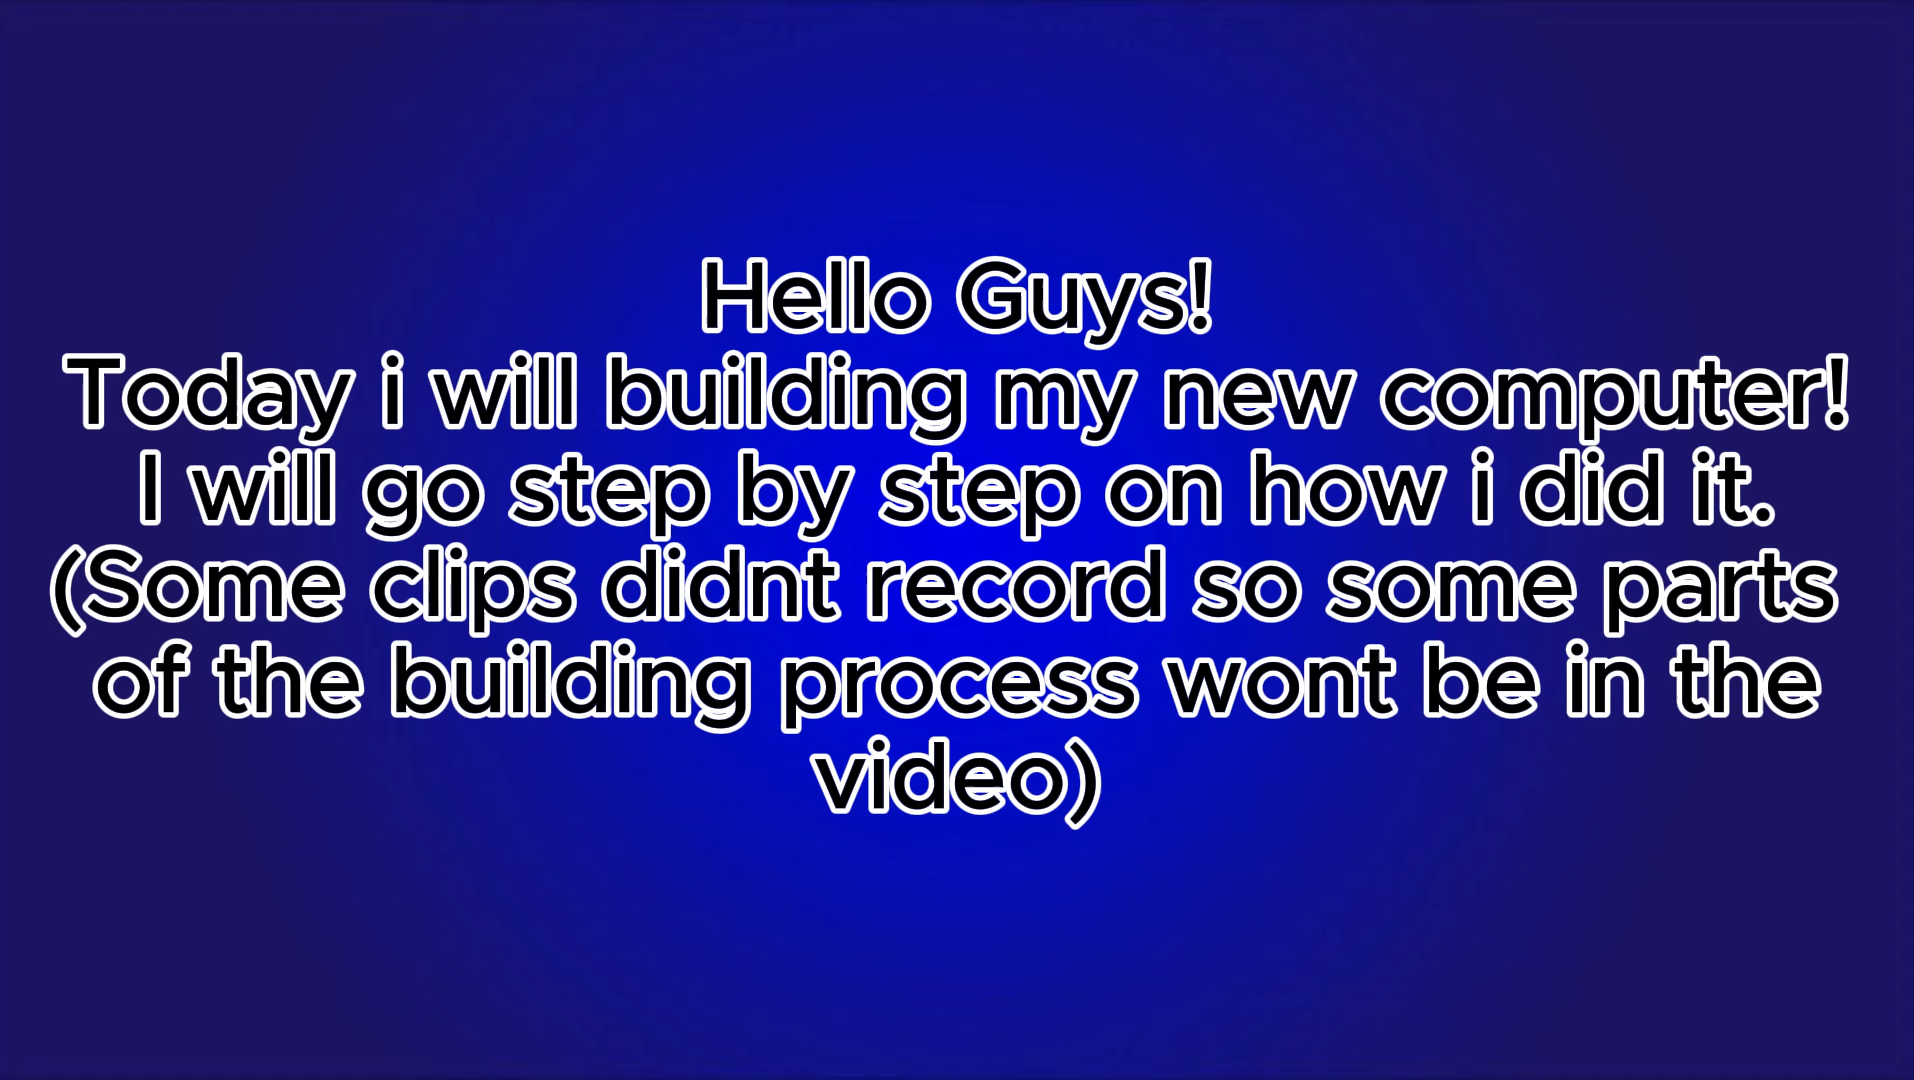 Hello Guys!
Today i will building my new computer!
I will go step by step on how i did it.
(Some clips didnt record so some parts
of the building process wont be in the
video)